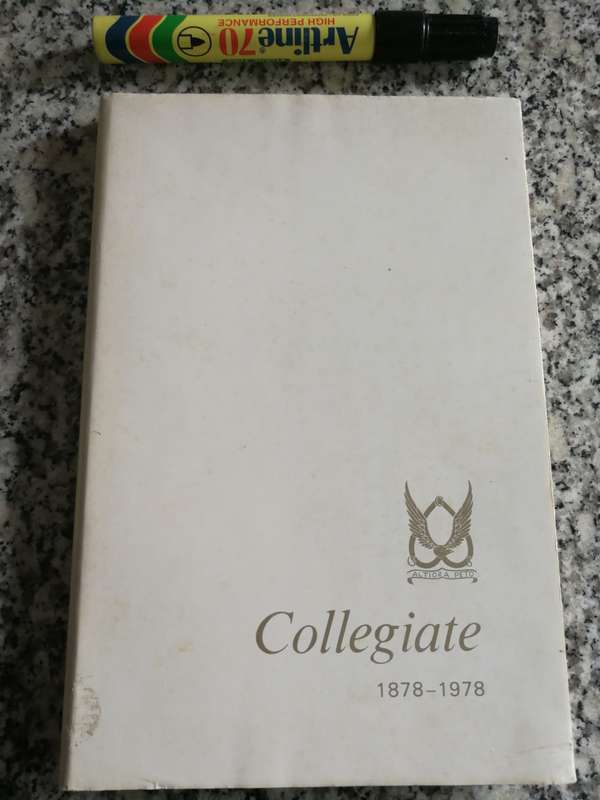 Artline 70
HIGH PERFORMANCE
ALTIORA PETO
Collegiate
1878-1978